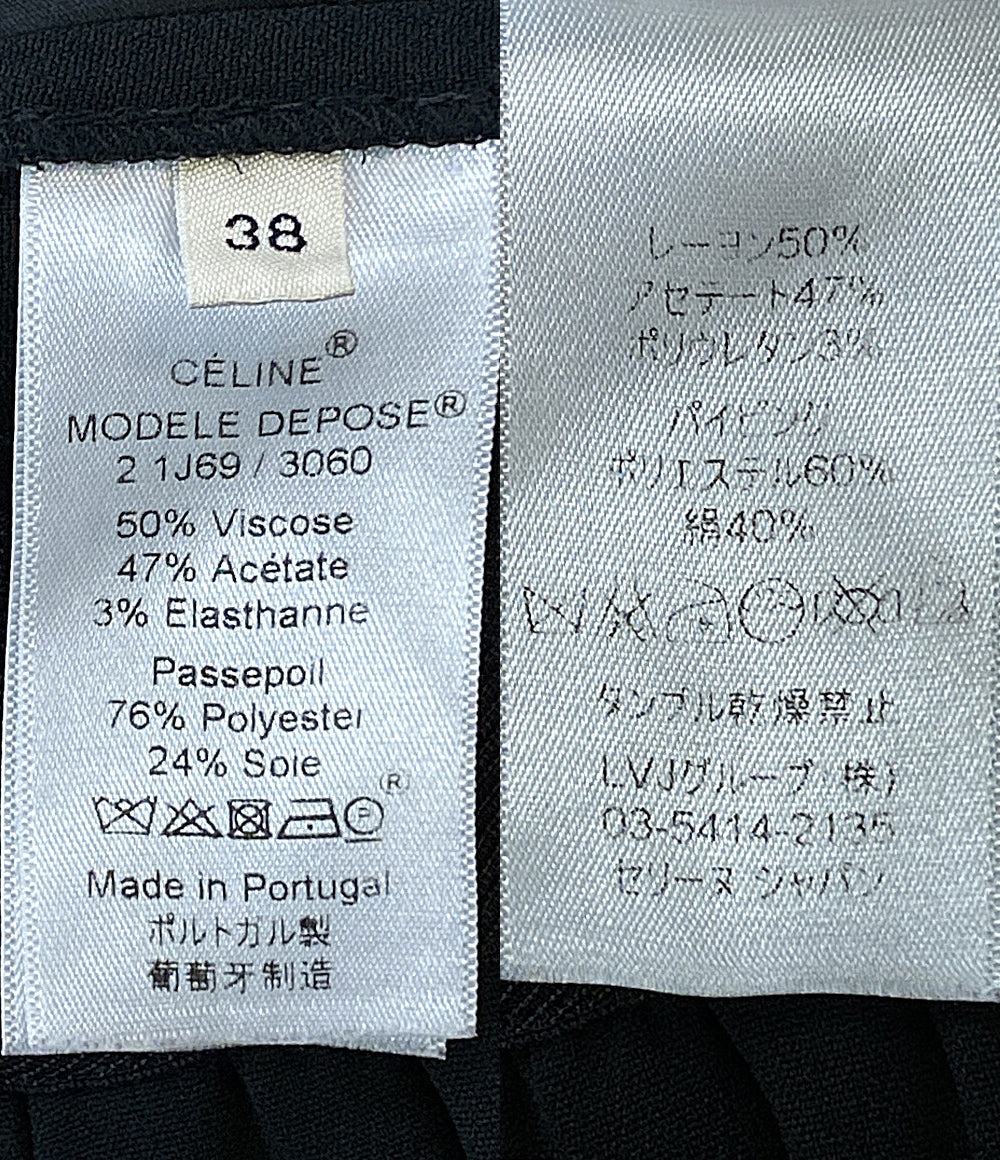 38
CÉLINE®
MODELE DEPOSE®
2 1J69 / 3060
50% Viscose
47% Acétate
3% Elasthanne
Passepoil
76% Polyester
24% Soie
(R)
Made in Portugal
ポルトガル製
葡萄牙制造
レーヨン50%
アセテート47%
ポリウレタン3%
パイピング
ポリエステル60%
絹40%
タンブル乾燥禁止
LVJグループ(株)
03-5414-2135
セリーヌ ジャパン